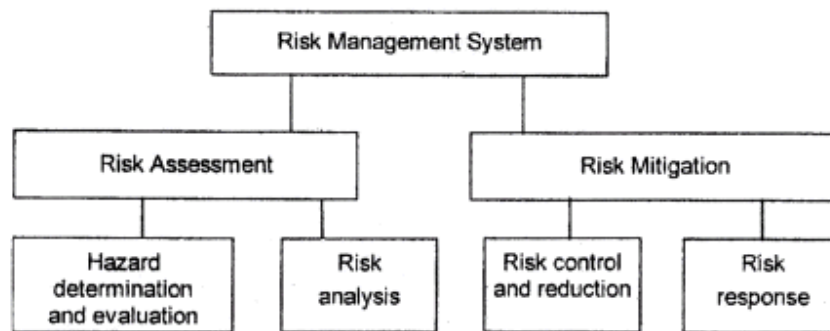 Risk Management System
Risk Assessment
Risk Mitigation
Hazard
determination
and evaluation
Risk
analysis
Risk control
and reduction
Risk
response